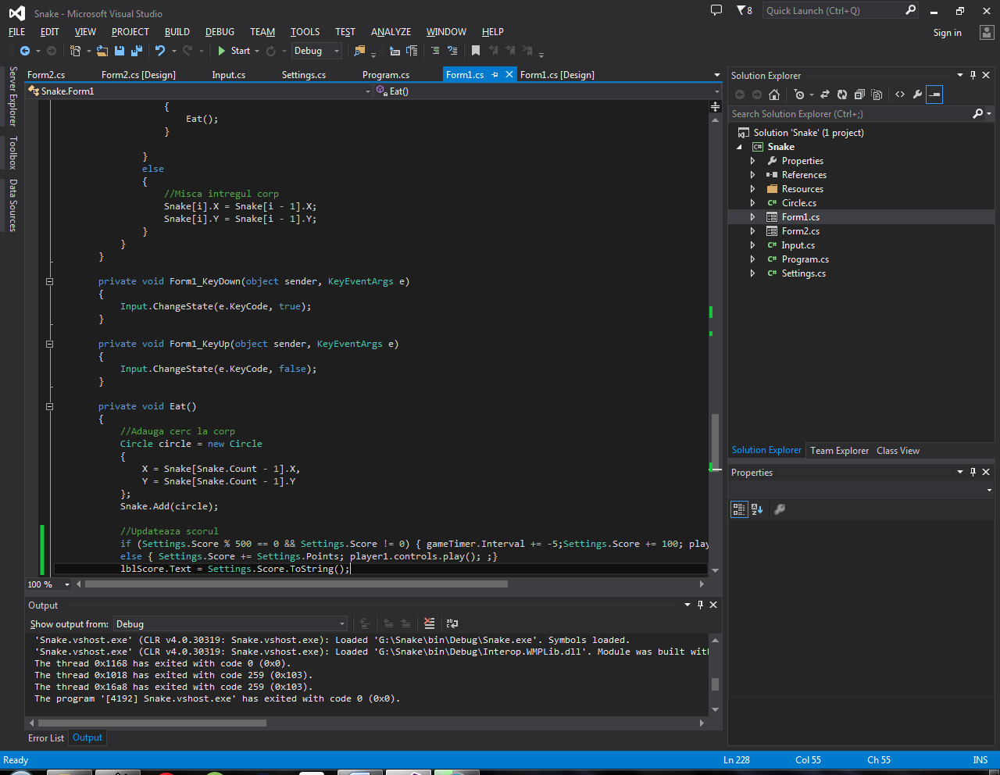 Snake - Microsoft Visual Studio
8
Quick Launch (Ctrl+Q)
FILE EDIT VIEW PROJECT BUILD DEBUG TEAM TOOLS TEST ANALYZE WINDOW HELP
Sign in
Start Debug
Server Explorer
Toolbox
Data Sources
Form2.cs Form2.cs [Design] Input.cs Settings.cs Program.cs Form1.cs Form1.cs [Design]
Snake.Form1 Eat()
{
Eat();
}
}
else
{
//Misca intregul corp
Snake[i].X = Snake[i - 1].X;
Snake[i].Y = Snake[i - 1].Y;
}
}
}
private void Form1_KeyDown(object sender, KeyEventArgs e)
{
Input.ChangeState(e.KeyCode, true);
}
private void Form1_KeyUp(object sender, KeyEventArgs e)
{
Input.ChangeState(e.KeyCode, false);
}
private void Eat()
{
//Adauga cerc la corp
Circle circle = new Circle
{
X = Snake[Snake.Count - 1].X,
Y = Snake[Snake.Count - 1].Y
};
Snake.Add(circle);
//Updateaza scorul
if (Settings.Score % 500 == 0 && Settings.Score != 0) { gameTimer.Interval += -5;Settings.Score += 100; play
else { Settings.Score += Settings.Points; player1.controls.play(); ;}
lblScore.Text = Settings.Score.ToString();
100 %
Output
Show output from: Debug
'Snake.vshost.exe' (CLR v4.0.30319: Snake.vshost.exe): Loaded 'G:\Snake\bin\Debug\Snake.exe'. Symbols loaded.
'Snake.vshost.exe' (CLR v4.0.30319: Snake.vshost.exe): Loaded 'G:\Snake\bin\Debug\Interop.WMPLib.dll'. Module was built wit
The thread 0x1168 has exited with code 0 (0x0).
The thread 0x1018 has exited with code 259 (0x103).
The thread 0x16a8 has exited with code 259 (0x103).
The program '[4192] Snake.vshost.exe' has exited with code 0 (0x0).
Error List Output
Solution Explorer
Search Solution Explorer (Ctrl+;)
Solution 'Snake' (1 project)
C# Snake
Properties
References
Resources
C# Circle.cs
Form1.cs
Form2.cs
C# Input.cs
C# Program.cs
C# Settings.cs
Solution Explorer Team Explorer Class View
Properties
Ready Ln 228 Col 55 Ch 55 INS